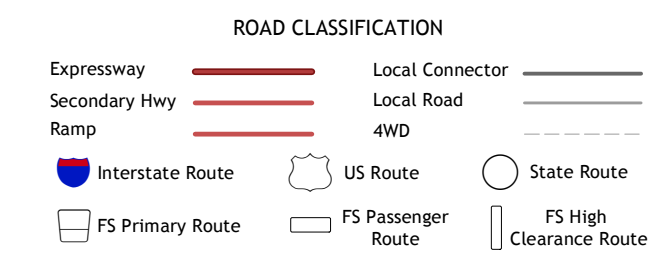 ROAD CLASSIFICATION
Expressway
Local Connector
Secondary Hwy
Local Road
Ramp
4WD
Interstate Route
US Route
State Route
FS Primary Route
FS Passenger
Route
FS High
Clearance Route